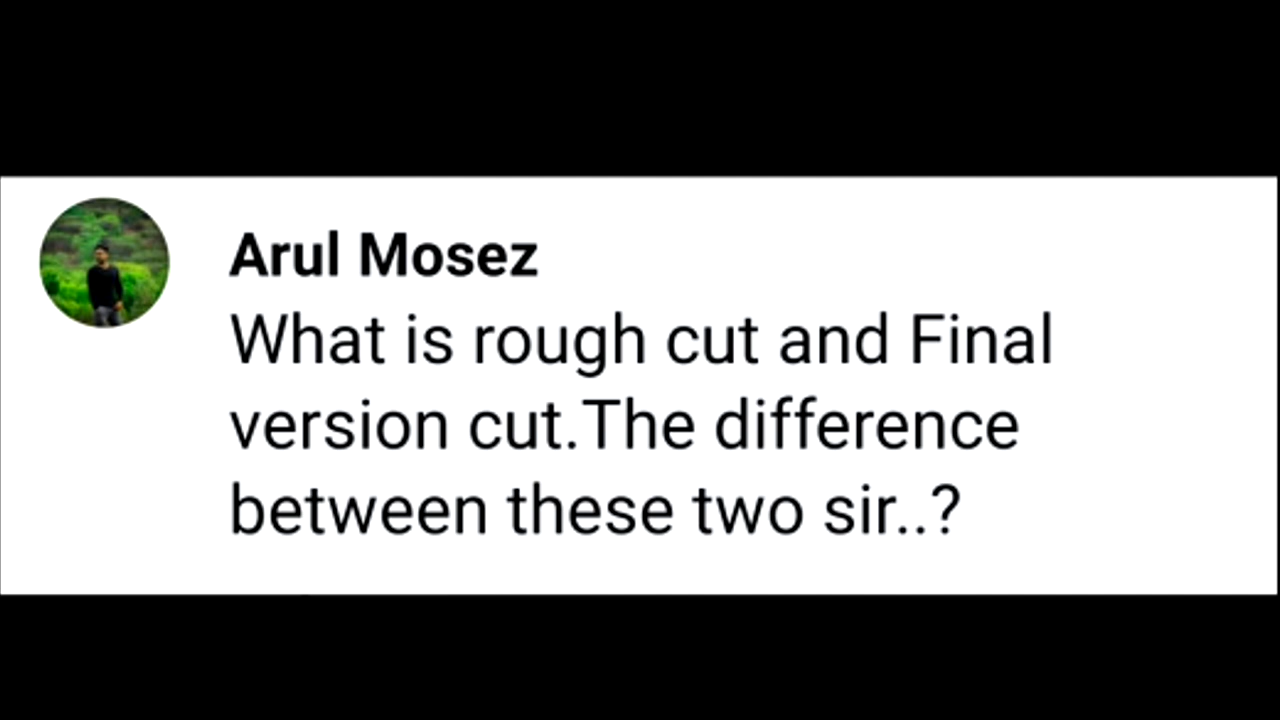 Arul Mosez
What is rough cut and Final
version cut.The difference
between these two sir..?